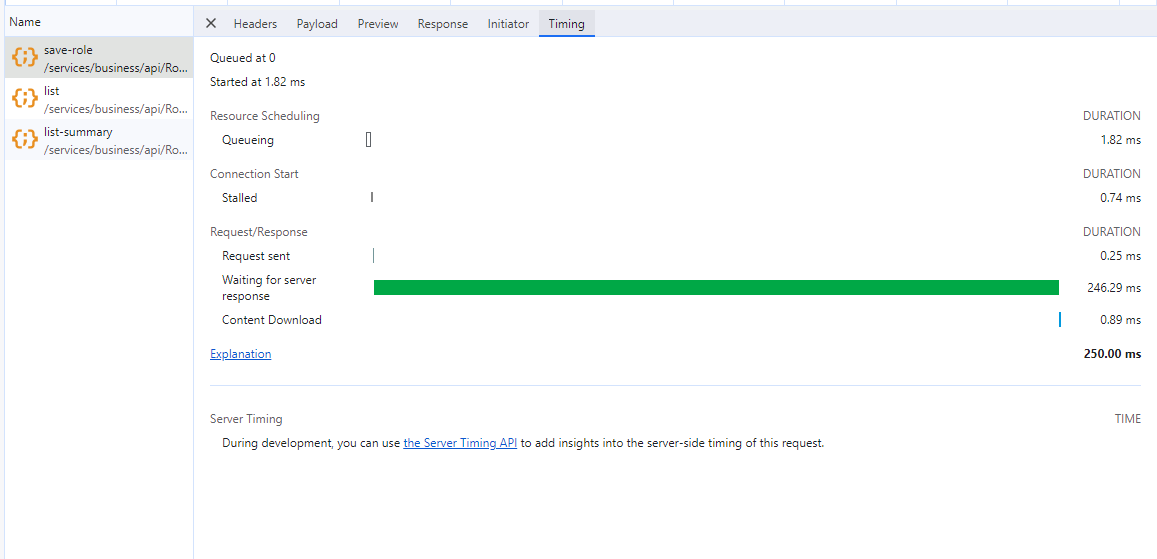 Name
Headers Payload Preview Response Initiator Timing
save-role
/services/business/api/Ro...
list
/services/business/api/Ro...
list-summary
/services/business/api/Ro...
Queued at 0
Started at 1.82 ms
Resource Scheduling DURATION
Queueing 1.82 ms
Connection Start DURATION
Stalled 0.74 ms
Request/Response DURATION
Request sent 0.25 ms
Waiting for server
response 246.29 ms
Content Download 0.89 ms
Explanation 250.00 ms
Server Timing TIME
During development, you can use the Server Timing API to add insights into the server-side timing of this request.